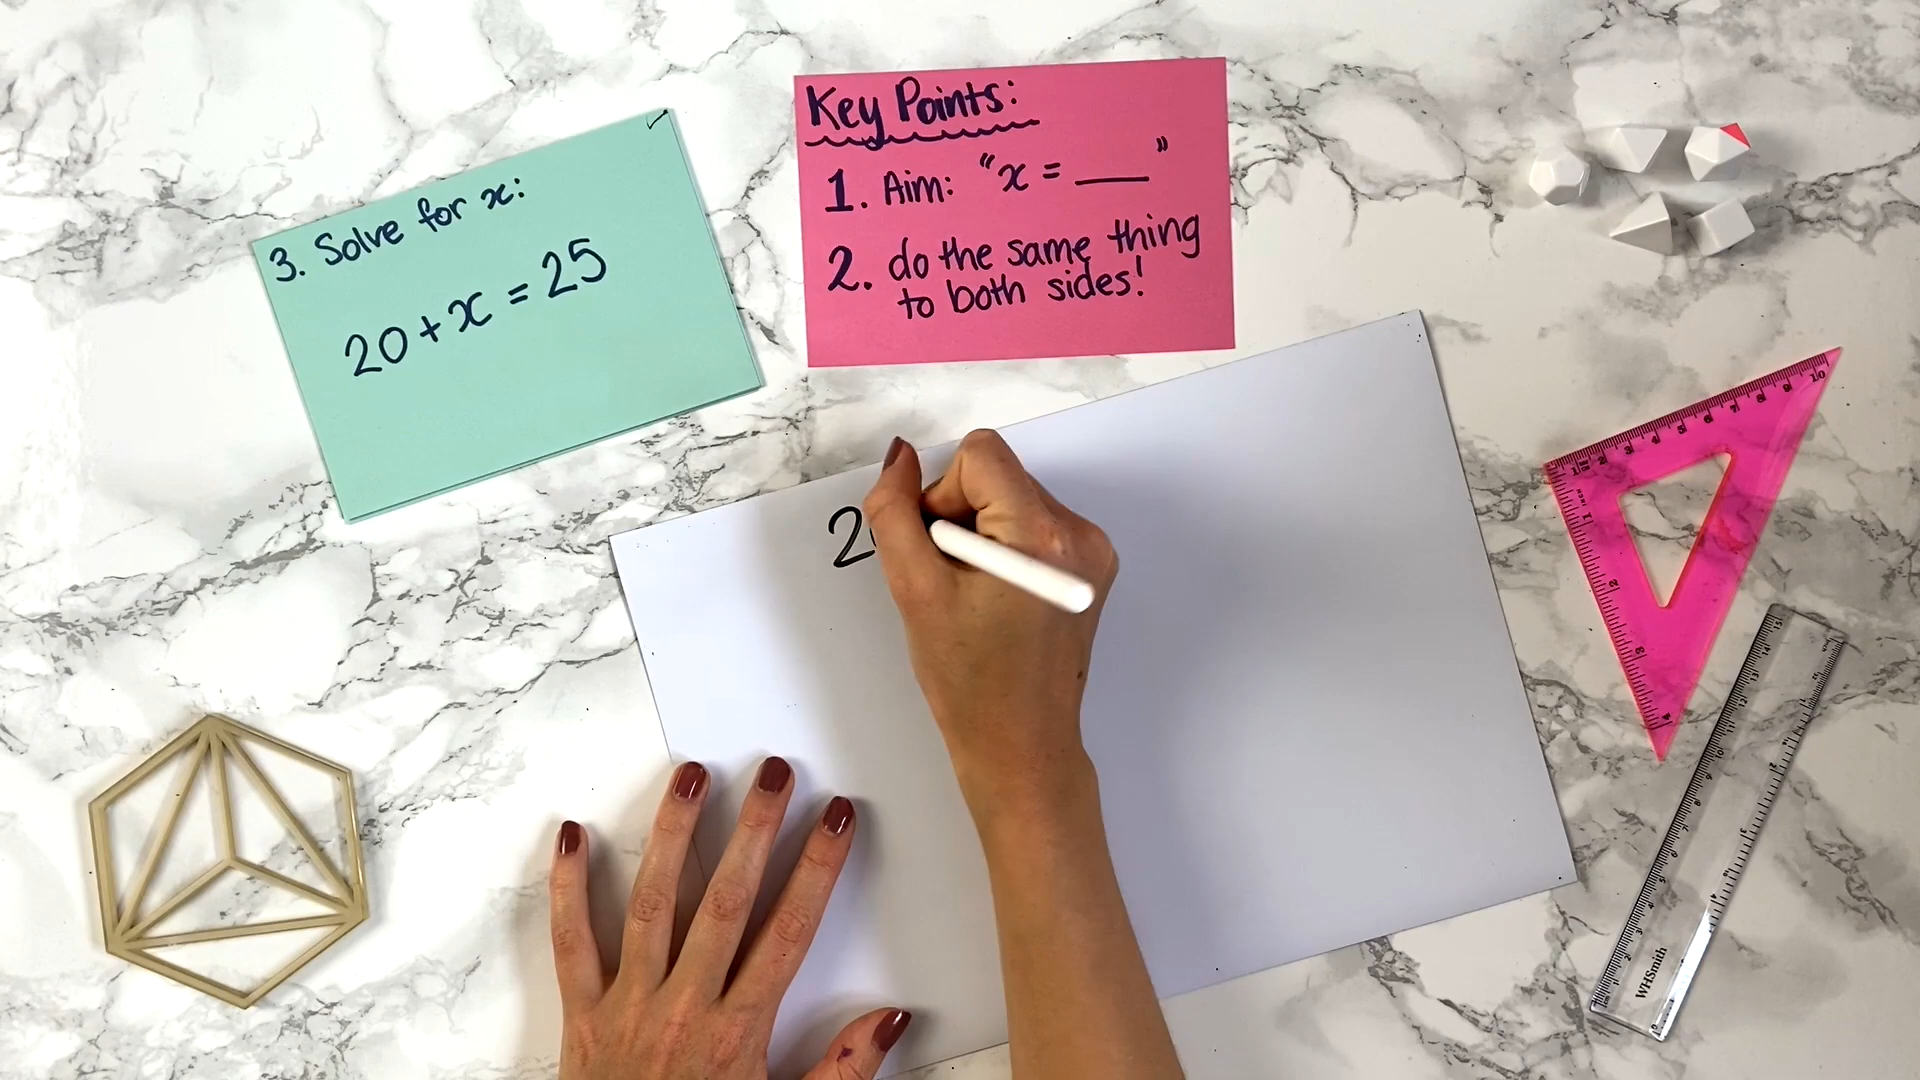 3. Solve for x:
20 + x = 25
Key Points:
1. Aim: "x = ___"
2. do the same thing
to both sides!
2
WHSmith